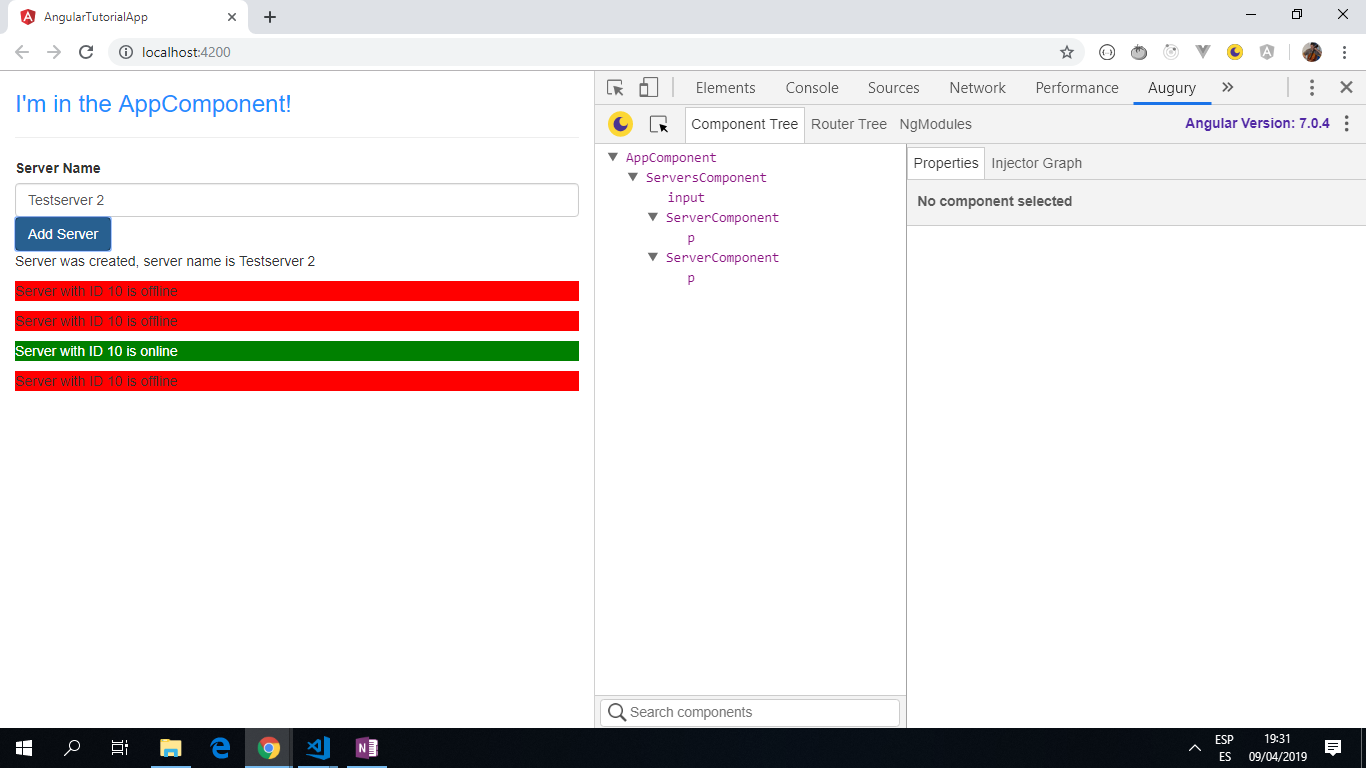 AngularTutorialApp
localhost:4200
I'm in the AppComponent!
Server Name
Testserver 2
Add Server
Server was created, server name is Testserver 2
Server with ID 10 is offline
Server with ID 10 is offline
Server with ID 10 is online
Server with ID 10 is offline
Elements Console Sources Network Performance Augury
Component Tree Router Tree NgModules Angular Version: 7.0.4
AppComponent
ServersComponent
input
ServerComponent
p
ServerComponent
p
Search components
Properties Injector Graph
No component selected
ESP
ES
19:31
09/04/2019